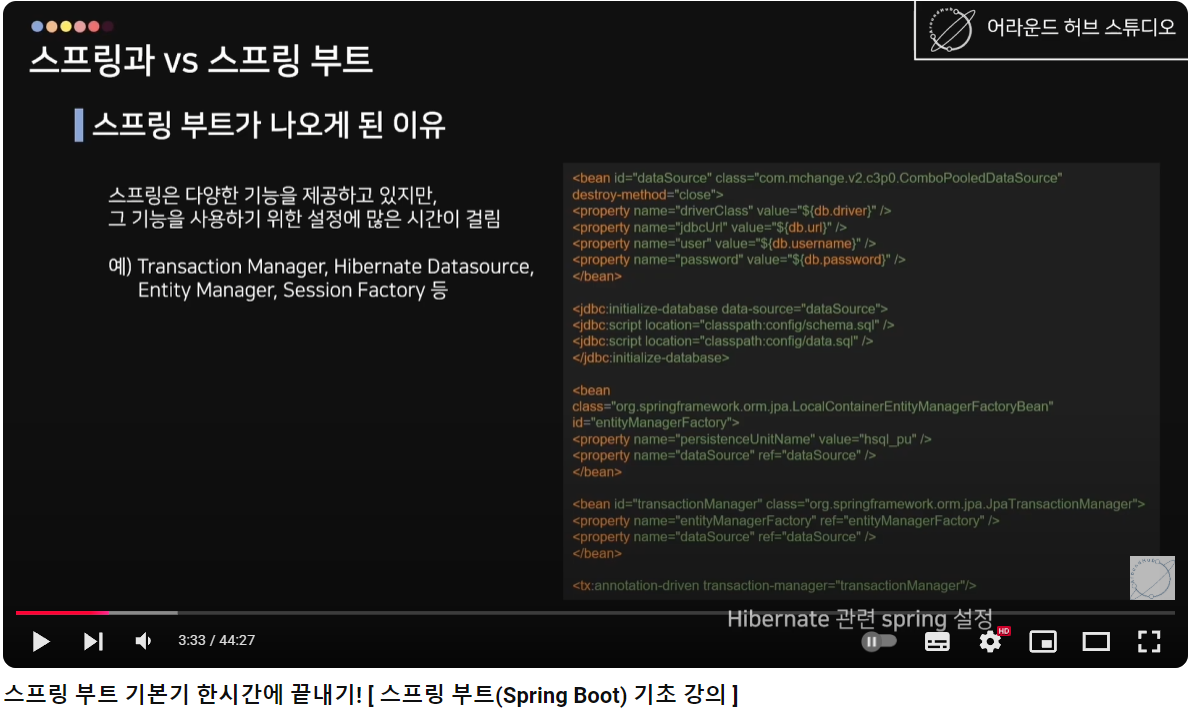 어라운드 허브 스튜디오
스프링과 vs 스프링 부트
스프링 부트가 나오게 된 이유
스프링은 다양한 기능을 제공하고 있지만,
그 기능을 사용하기 위한 설정에 많은 시간이 걸림
예) Transaction Manager, Hibernate Datasource,
Entity Manager, Session Factory 등
<bean id="dataSource" class="com.mchange.v2.c3p0.ComboPooledDataSource"
destroy-method="close">
<property name="driverClass" value="${db.driver}" />
<property name="jdbcUrl" value="${db.url}" />
<property name="user" value="${db.username}" />
<property name="password" value="${db.password}" />
</bean>
<jdbc:initialize-database data-source="dataSource">
<jdbc:script location="classpath:config/schema.sql" />
<jdbc:script location="classpath:config/data.sql" />
</jdbc:initialize-database>
<bean
class="org.springframework.orm.jpa.LocalContainerEntityManagerFactoryBean"
id="entityManagerFactory">
<property name="persistenceUnitName" value="hsql_pu" />
<property name="dataSource" ref="dataSource" />
</bean>
<bean id="transactionManager" class="org.springframework.orm.jpa.JpaTransactionManager">
<property name="entityManagerFactory" ref="entityManagerFactory" />
<property name="dataSource" ref="dataSource" />
</bean>
<tx:annotation-driven transaction-manager="transactionManager"/>
Hibernate 관련 spring 설정
3:33 / 44:27
HD
스프링 부트 기본기 한시간에 끝내기! [ 스프링 부트(Spring Boot) 기초 강의 ]